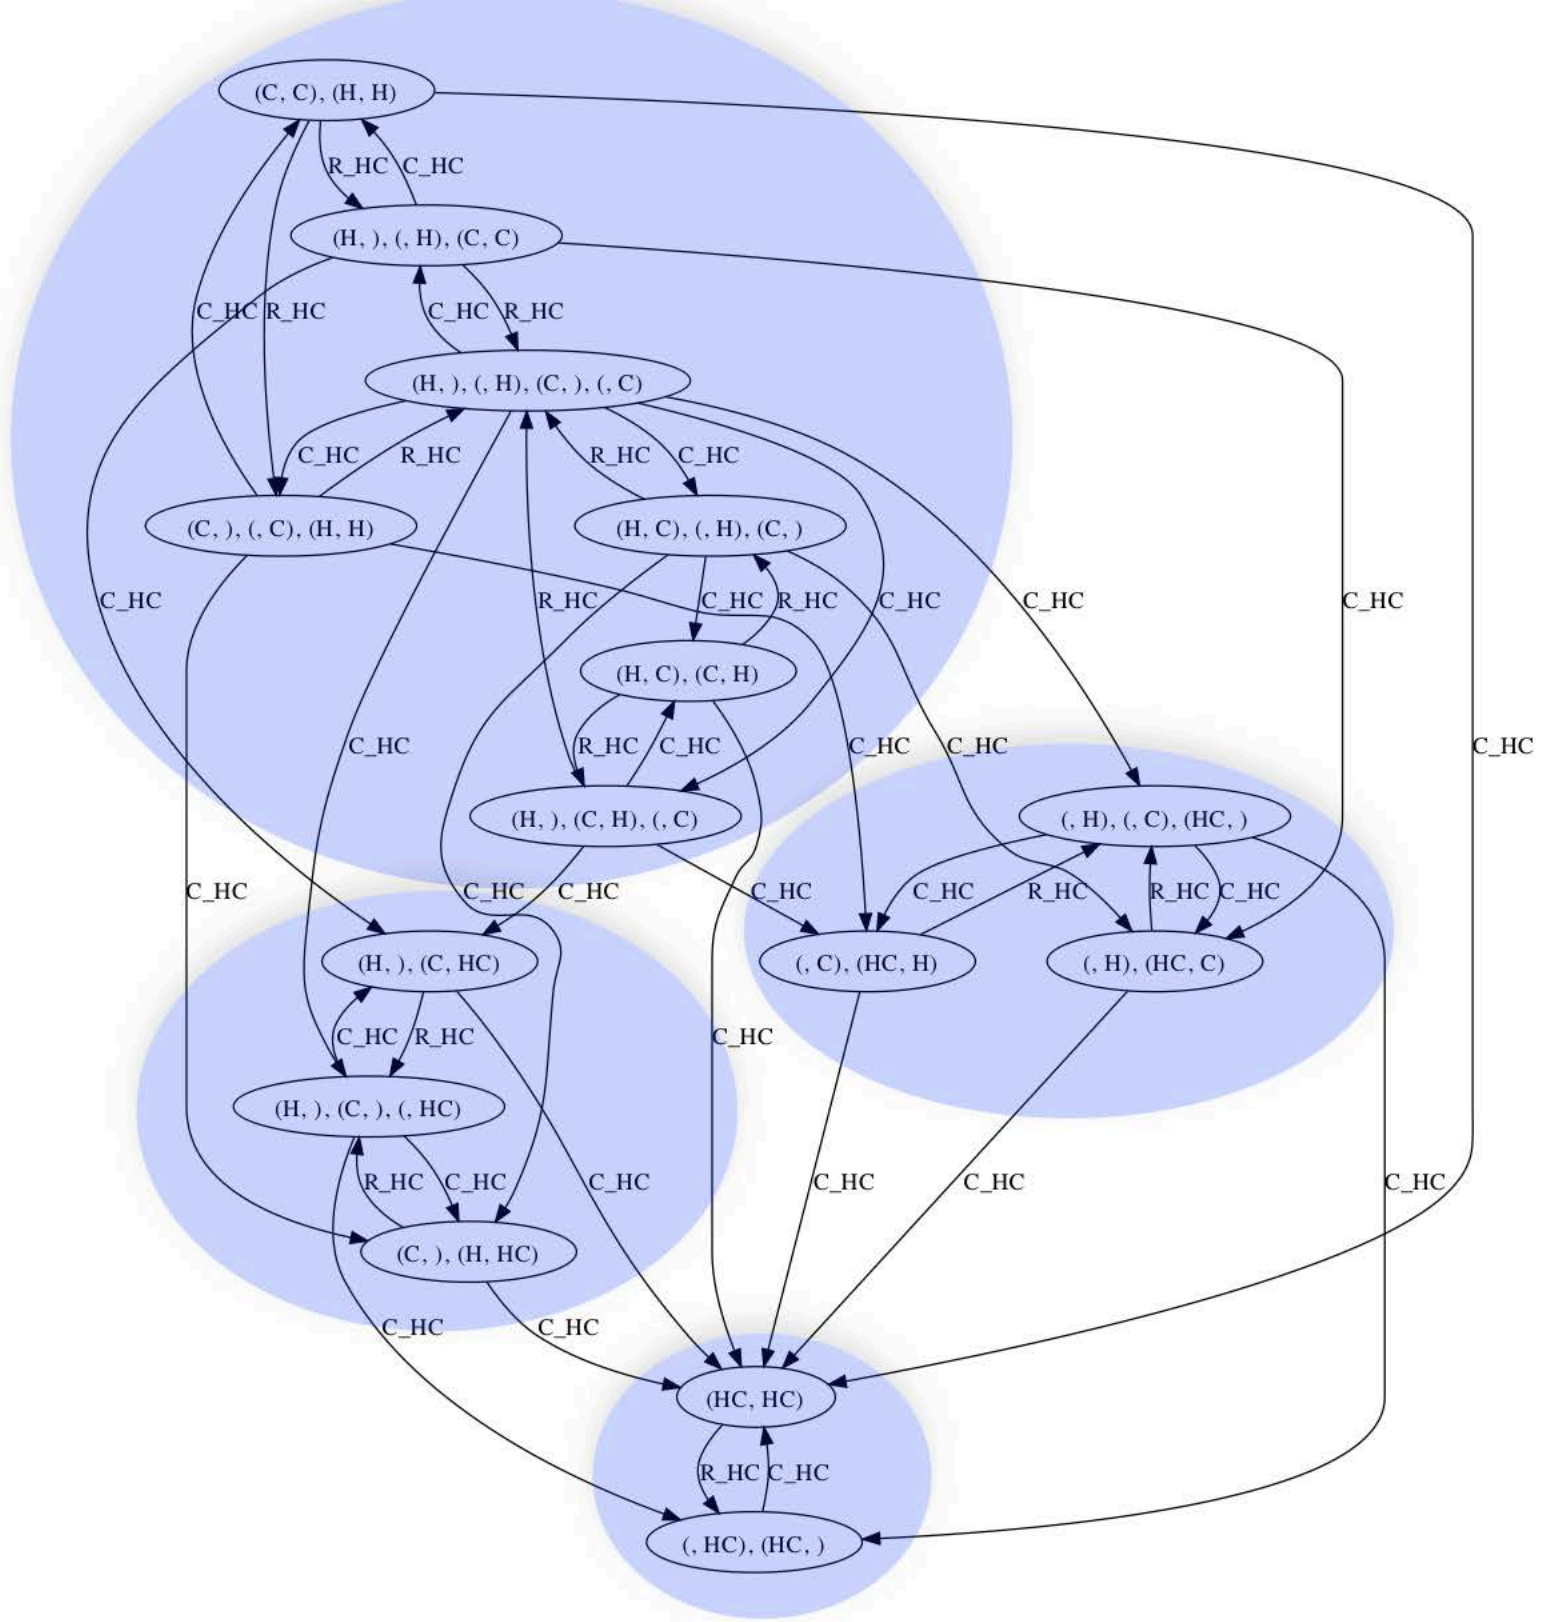 (C, C), (H, H)
R_HC C_HC
(H, ), (, H), (C, C)
C_HC R_HC C_HC R_HC
(H, ), (, H), (C, ), (, C)
C_HC R_HC R_HC C_HC
(C, ), (, C), (H, H) (H, C), (, H), (C, )
C_HC R_HC C_HC R_HC C_HC C_HC C_HC
(H, C), (C, H)
C_HC R_HC C_HC C_HC C_HC C_HC
(H, ), (C, H), (, C) (, H), (, C), (HC, )
C_HC C_HC C_HC C_HC C_HC R_HC R_HC C_HC
(H, ), (C, HC) (, C), (HC, H) (, H), (HC, C)
C_HC R_HC C_HC
(H, ), (C, ), (, HC)
R_HC C_HC C_HC C_HC C_HC C_HC
(C, ), (H, HC)
C_HC C_HC
(HC, HC)
R_HC C_HC
(, HC), (HC, )